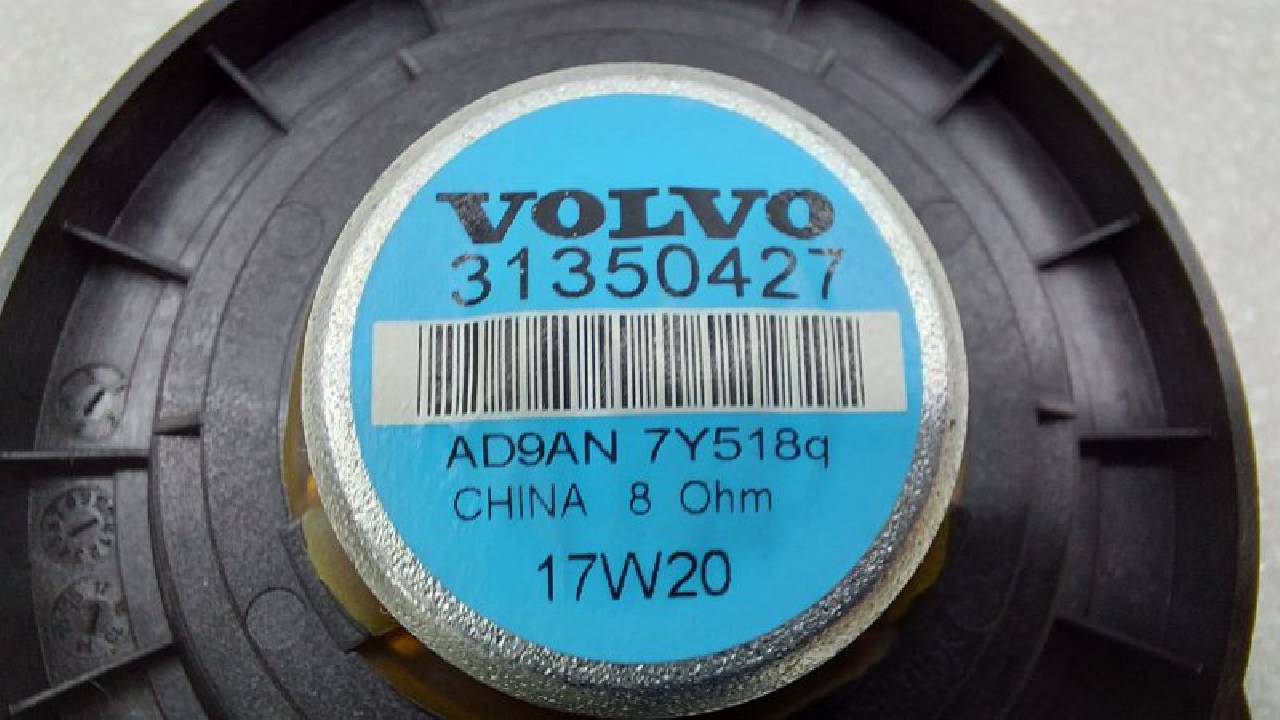 VOLVO
31350427
AD9AN 7Y518q
CHINA 8 Ohm
17W20